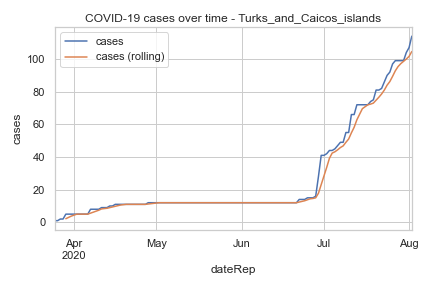 COVID-19 cases over time - Turks_and_Caicos_islands
cases
cases (rolling)
100
80
60
40
20
0
cases
Apr
2020
May
Jun
Jul
Aug
dateRep